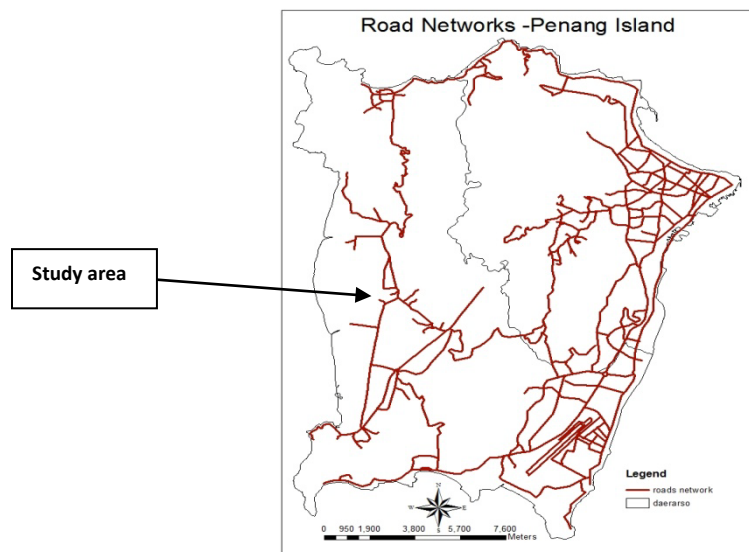 Road Networks -Penang Island
Study area
N
W E
S
Legend
roads network
daerarso
0 950 1,900 3,800 5,700 7,600
Meters